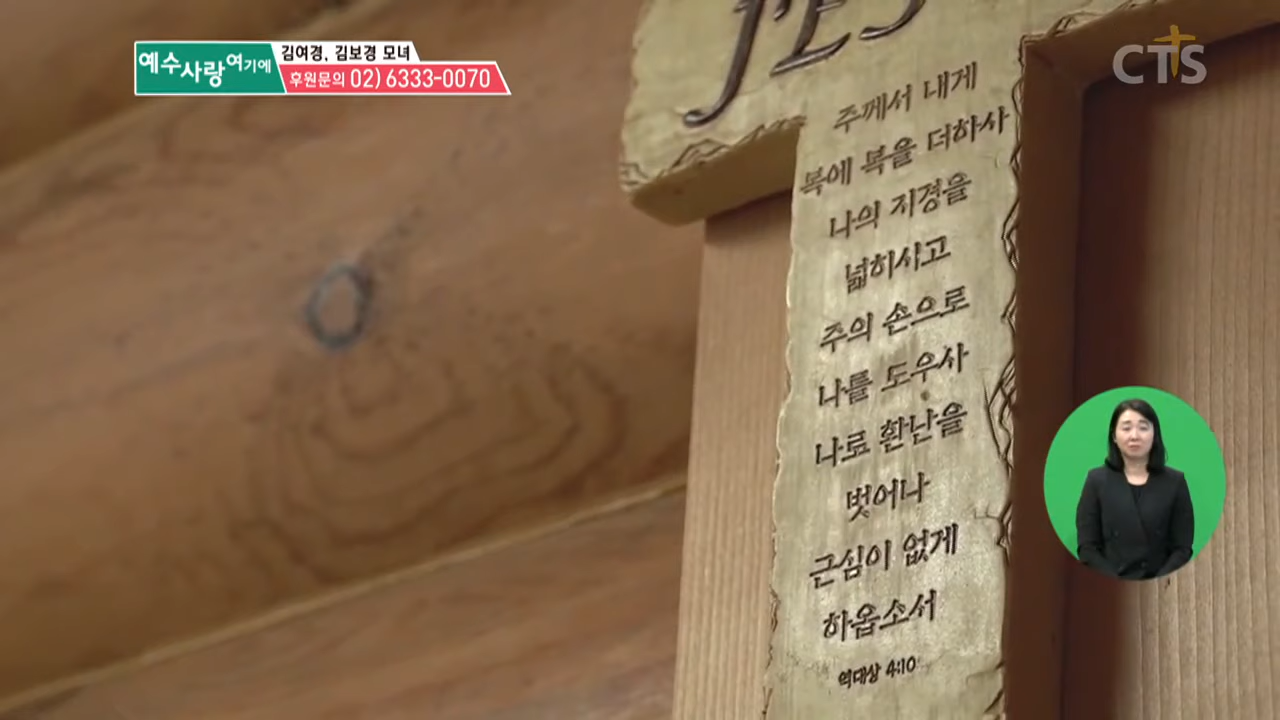 예수사랑여기에
김여경, 김보경 모녀
후원문의 02) 6333-0070
CTS
JES
주께서 내게
복에 복을 더하사
나의 지경을
넓히시고
주의 손으로
나를 도우사
나로 환난을
벗어나
근심이 없게
하옵소서
역대상 4:10